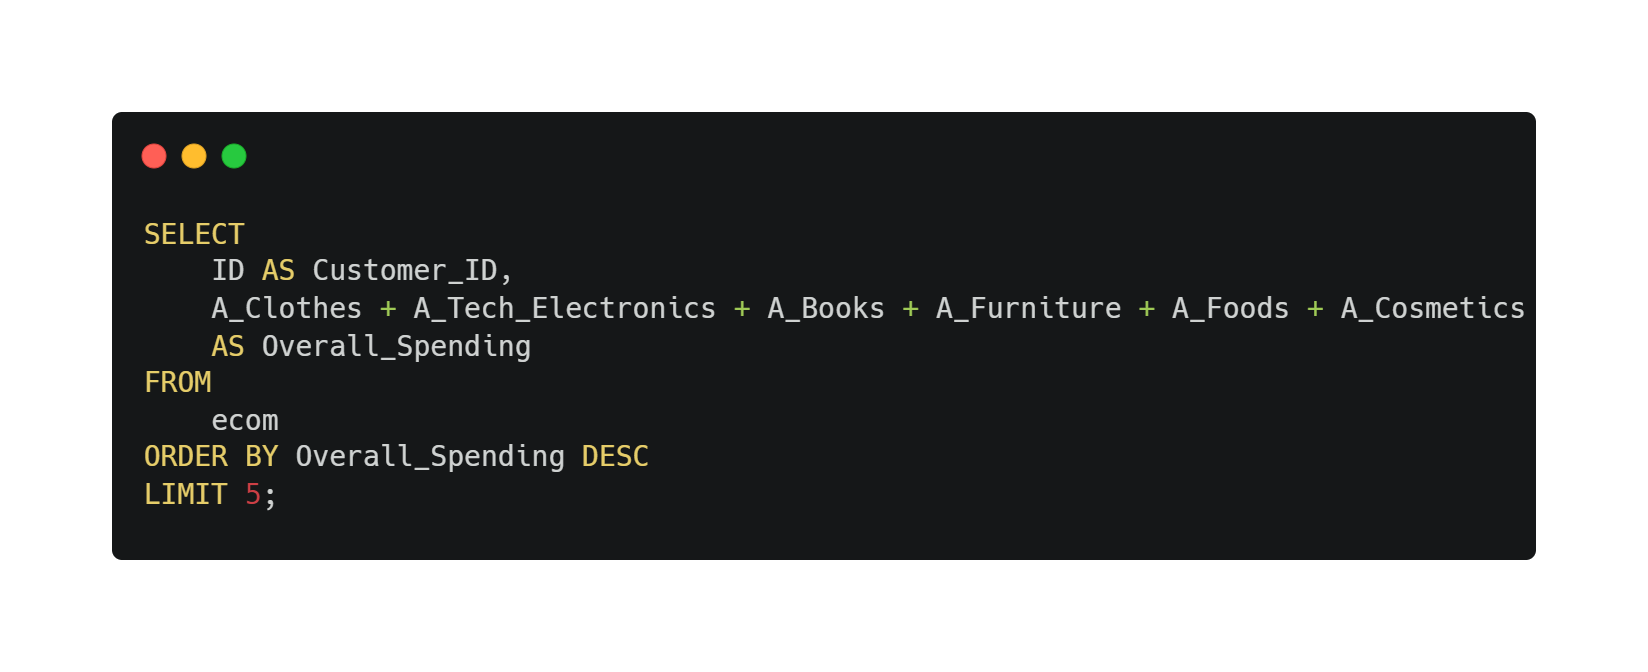 SELECT
    ID AS Customer_ID,
    A_Clothes + A_Tech_Electronics + A_Books + A_Furniture + A_Foods + A_Cosmetics
    AS Overall_Spending
FROM
    ecom
ORDER BY Overall_Spending DESC
LIMIT 5;